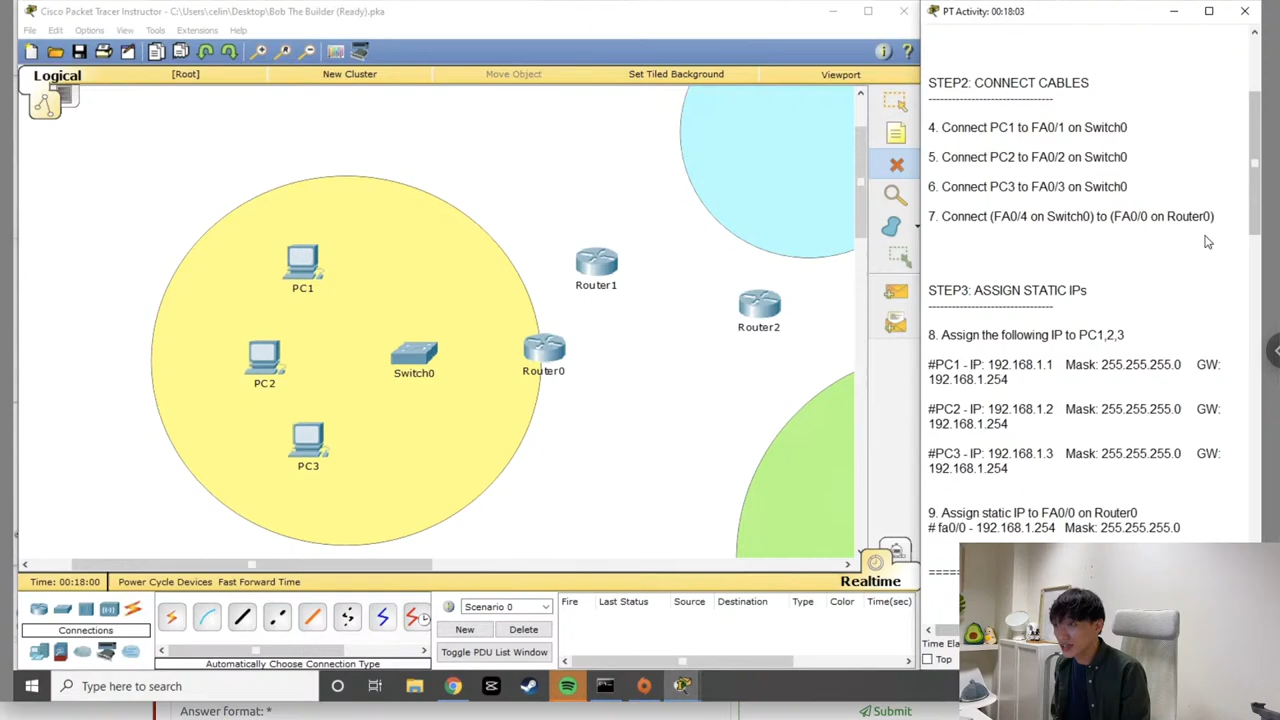 Cisco Packet Tracer Instructor - C:\Users\celin\Desktop\Bob The Builder (Ready).pka
File Edit Options View Tools Extensions Help
Logical
[Root]
New Cluster
Move Object
Set Tiled Background
Viewport
PC1
PC2
PC3
Switch0
Router0
Router1
Router2
Time: 00:18:00
Power Cycle Devices Fast Forward Time
Realtime
Connections
Automatically Choose Connection Type
Scenario 0
New
Delete
Toggle PDU List Window
Fire Last Status Source Destination Type Color Time(sec)
PT Activity: 00:18:03
STEP2: CONNECT CABLES
--------------------------------
4. Connect PC1 to FA0/1 on Switch0
5. Connect PC2 to FA0/2 on Switch0
6. Connect PC3 to FA0/3 on Switch0
7. Connect (FA0/4 on Switch0) to (FA0/0 on Router0)
STEP3: ASSIGN STATIC IPs
--------------------------------
8. Assign the following IP to PC1,2,3
#PC1 - IP: 192.168.1.1 Mask: 255.255.255.0 GW:
192.168.1.254
#PC2 - IP: 192.168.1.2 Mask: 255.255.255.0 GW:
192.168.1.254
#PC3 - IP: 192.168.1.3 Mask: 255.255.255.0 GW:
192.168.1.254
9. Assign static IP to FA0/0 on Router0
# fa0/0 - 192.168.1.254 Mask: 255.255.255.0
Top
Type here to search
Answer format: *
Submit